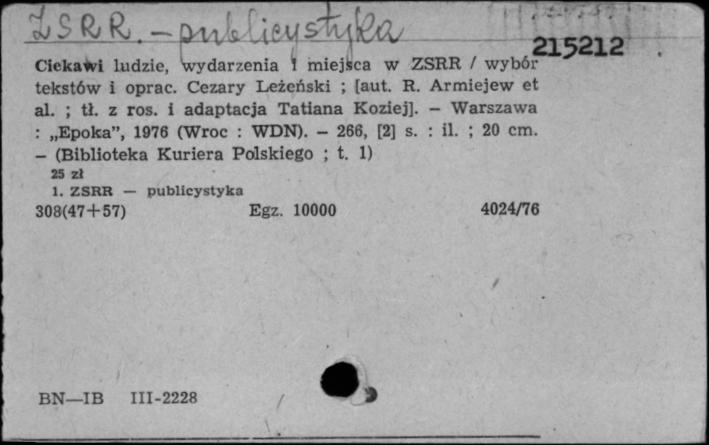 ZSRR. – publicystyka
215212
Ciekawi ludzie, wydarzenia i miejsca w ZSRR / wybór
tekstów i oprac. Cezary Leżeński ; [aut. R. Armiejew et
al. ; tł. z ros. i adaptacja Tatiana Koziej]. – Warszawa
: „Epoka”, 1976 (Wroc : WDN). – 266, [2] s. : il. ; 20 cm.
– (Biblioteka Kuriera Polskiego ; t. 1)
25 zł
1. ZSRR — publicystyka
308(47+57) Egz. 10000 4024/76
BN—IB III-2228